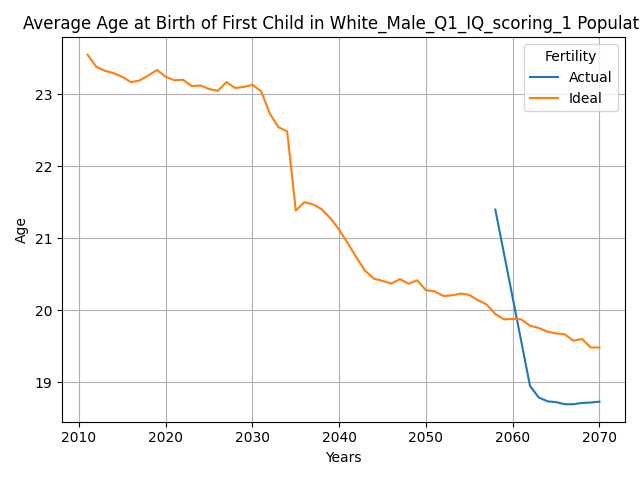 Average Age at Birth of First Child in White_Male_Q1_IQ_scoring_1 Populat
Fertility
Actual
Ideal
Age
23
22
21
20
19
2010 2020 2030 2040 2050 2060 2070
Years